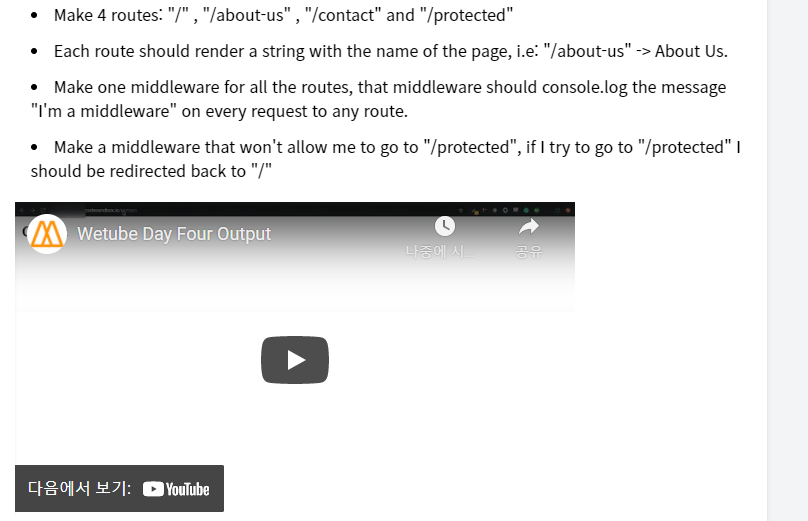 • Make 4 routes: "/" , "/about-us" , "/contact" and "/protected"
• Each route should render a string with the name of the page, i.e: "/about-us" -> About Us.
• Make one middleware for all the routes, that middleware should console.log the message
"I'm a middleware" on every request to any route.
• Make a middleware that won't allow me to go to "/protected", if I try to go to "/protected" I
should be redirected back to "/"
Wetube Day Four Output
나중에 시...
공유
다음에서 보기: YouTube